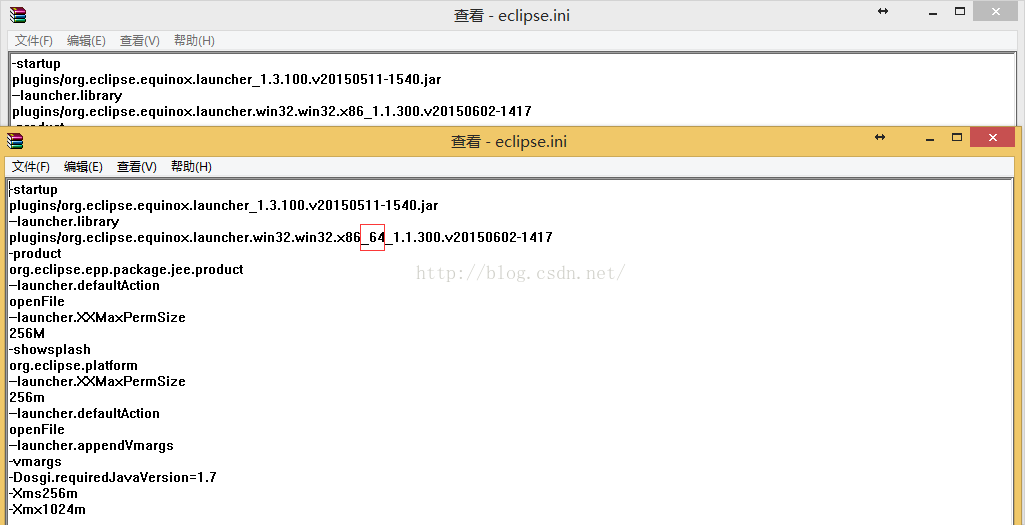 查看 - eclipse.ini
文件(F) 编辑(E) 查看(V) 帮助(H)
-startup
plugins/org.eclipse.equinox.launcher_1.3.100.v20150511-1540.jar
--launcher.library
plugins/org.eclipse.equinox.launcher.win32.win32.x86_1.1.300.v20150602-1417
-product
查看 - eclipse.ini
文件(F) 编辑(E) 查看(V) 帮助(H)
-startup
plugins/org.eclipse.equinox.launcher_1.3.100.v20150511-1540.jar
--launcher.library
plugins/org.eclipse.equinox.launcher.win32.win32.x86_64_1.1.300.v20150602-1417
-product
org.eclipse.epp.package.jee.product
--launcher.defaultAction
openFile
--launcher.XXMaxPermSize
256M
-showsplash
org.eclipse.platform
--launcher.XXMaxPermSize
256m
--launcher.defaultAction
openFile
--launcher.appendVmargs
-vmargs
-Dosgi.requiredJavaVersion=1.7
-Xms256m
-Xmx1024m
http://blog.csdn.net/